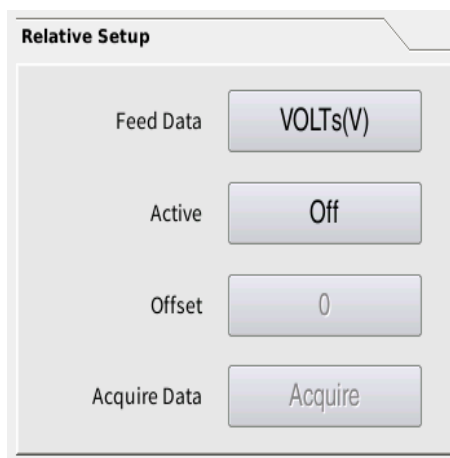 Relative Setup
Feed Data VOLTs(V)
Active Off
Offset 0
Acquire Data Acquire